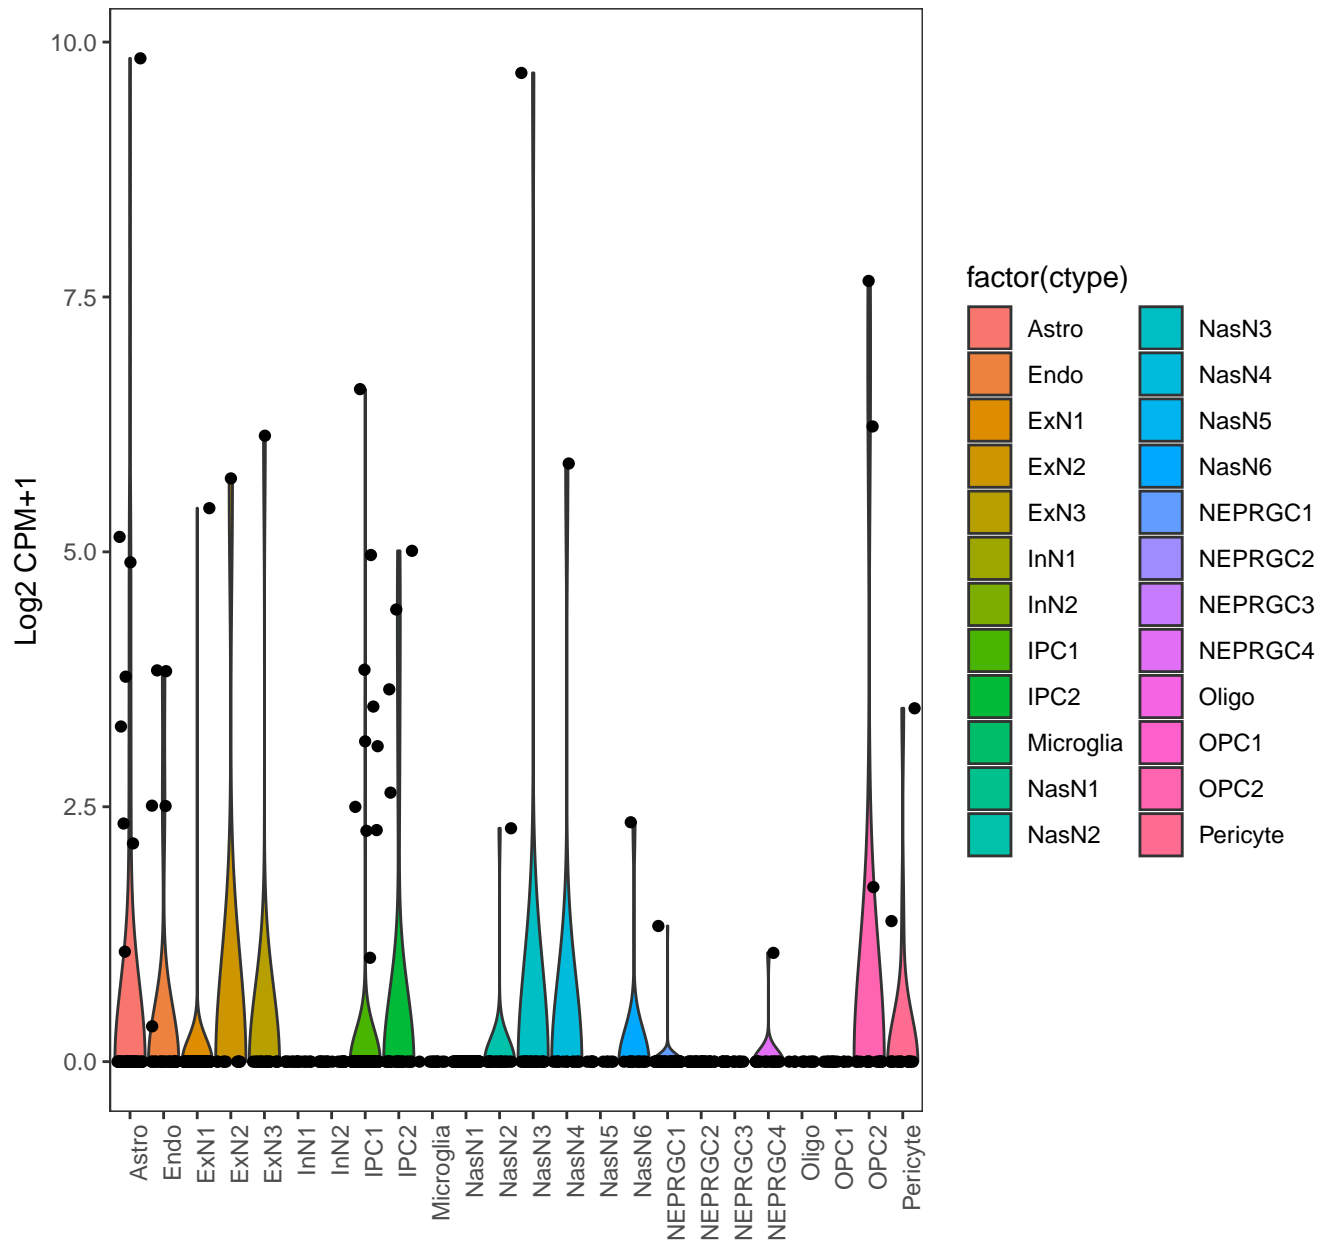 10.0
7.5
5.0
2.5
0.0
Log2 CPM+1
Astro
Endo
ExN1
ExN2
ExN3
InN1
InN2
IPC1
IPC2
Microglia
NasN1
NasN2
NasN3
NasN4
NasN5
NasN6
NEPRGC1
NEPRGC2
NEPRGC3
NEPRGC4
Oligo
OPC1
OPC2
Pericyte
factor(ctype)
Astro
Endo
ExN1
ExN2
ExN3
InN1
InN2
IPC1
IPC2
Microglia
NasN1
NasN2
NasN3
NasN4
NasN5
NasN6
NEPRGC1
NEPRGC2
NEPRGC3
NEPRGC4
Oligo
OPC1
OPC2
Pericyte